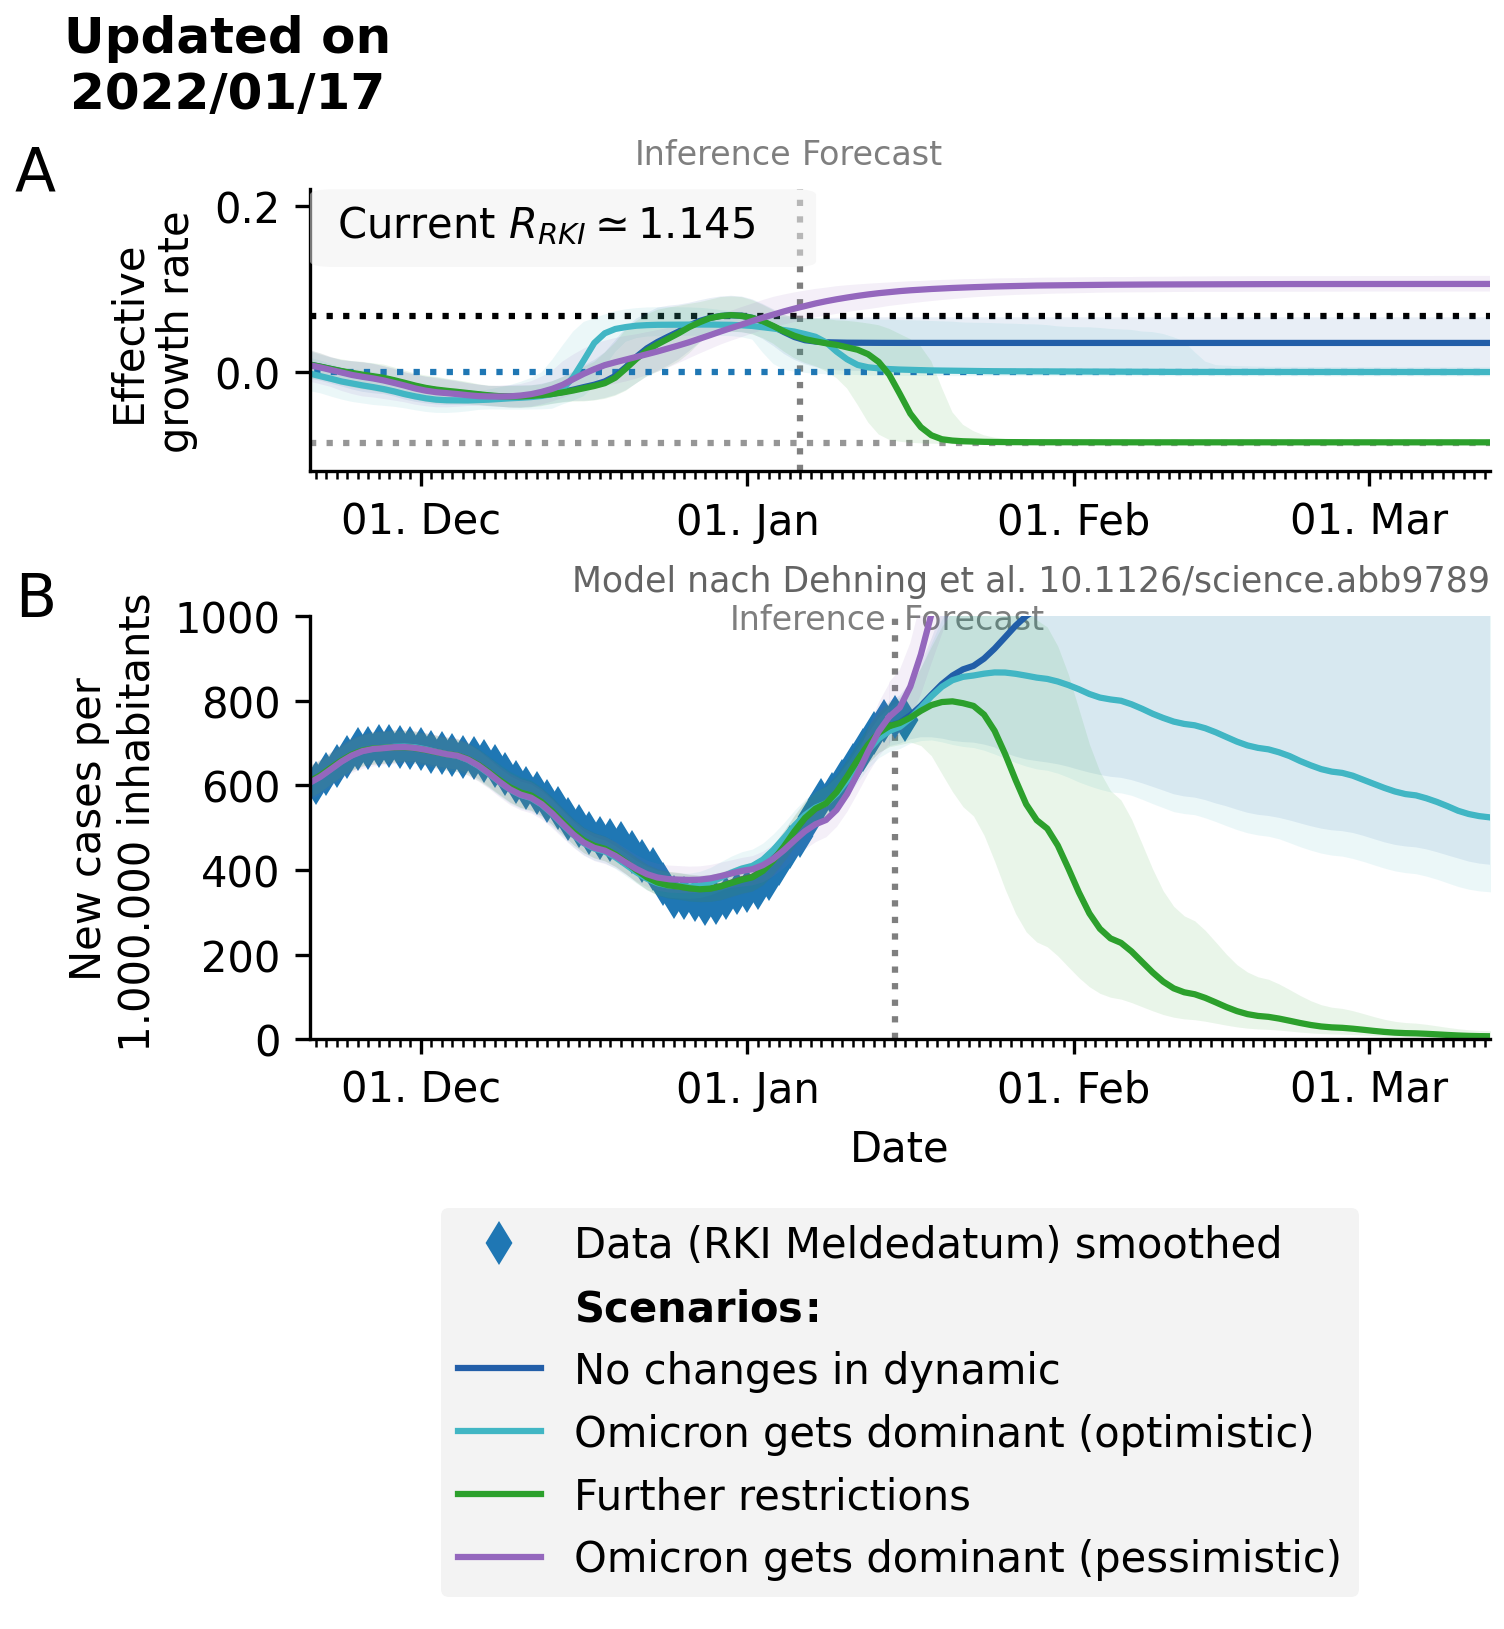 Updated on
2022/01/17
A
Inference Forecast
Current R_RKI ≃ 1.145
Effective
growth rate
0.2
0.0
01. Dec 01. Jan 01. Feb 01. Mar
B
Model nach Dehning et al. 10.1126/science.abb9789
Inference Forecast
New cases per
1.000.000 inhabitants
1000
800
600
400
200
0
01. Dec 01. Jan 01. Feb 01. Mar
Date
Data (RKI Meldedatum) smoothed
Scenarios:
No changes in dynamic
Omicron gets dominant (optimistic)
Further restrictions
Omicron gets dominant (pessimistic)